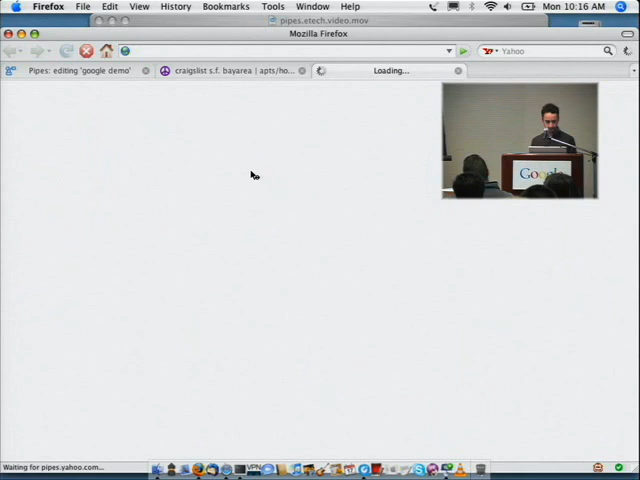 Firefox File Edit View History Bookmarks Tools Window Help Mon 10:16 AM
pipes.etech.video.mov
Mozilla Firefox
Yahoo
Pipes: editing 'google demo' craigslist s.f. bayarea | apts/ho... Loading...
Google
VPN
Waiting for pipes.yahoo.com...